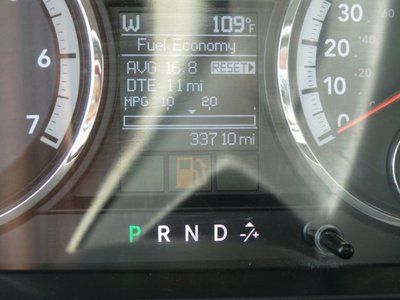 W 109°F
Fuel Economy
AVG: 16.8 RESET
DTE: 11 mi
MPG 10 20
33710 mi
6
7
30
20
10
0
P R N D -/+